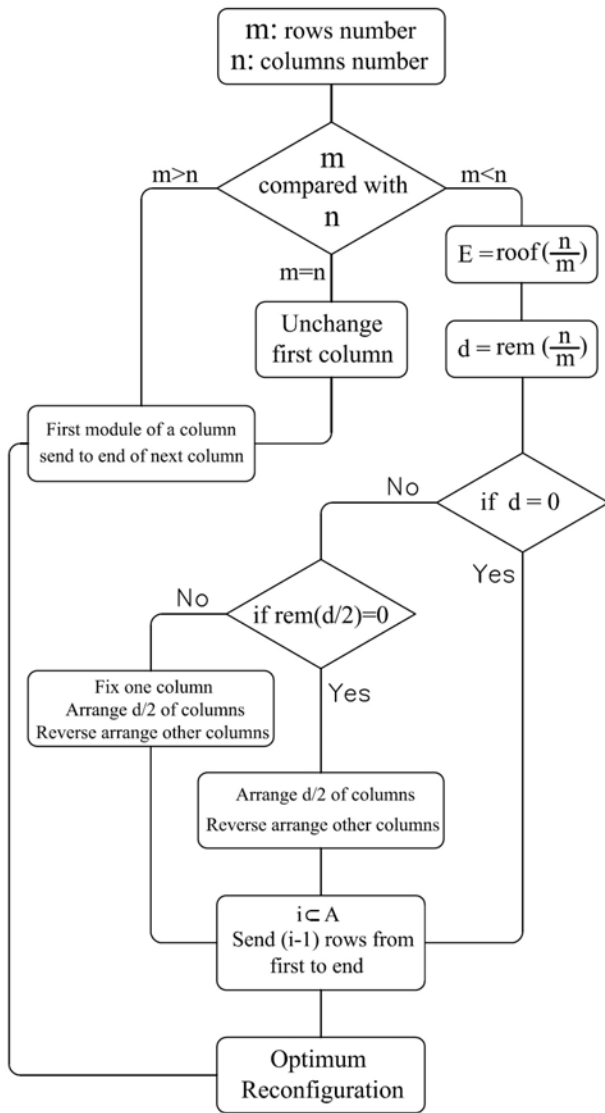 m: rows number
n: columns number
m>n
m
compared with
n
m<n
m=n
E = roof (n/m)
Unchange
first column
d = rem (n/m)
First module of a column
send to end of next column
No
if d = 0
Yes
No
if rem(d/2)=0
Yes
Fix one column
Arrange d/2 of columns
Reverse arrange other columns
Arrange d/2 of columns
Reverse arrange other columns
i⊂A
Send (i-1) rows from
first to end
Optimum
Reconfiguration